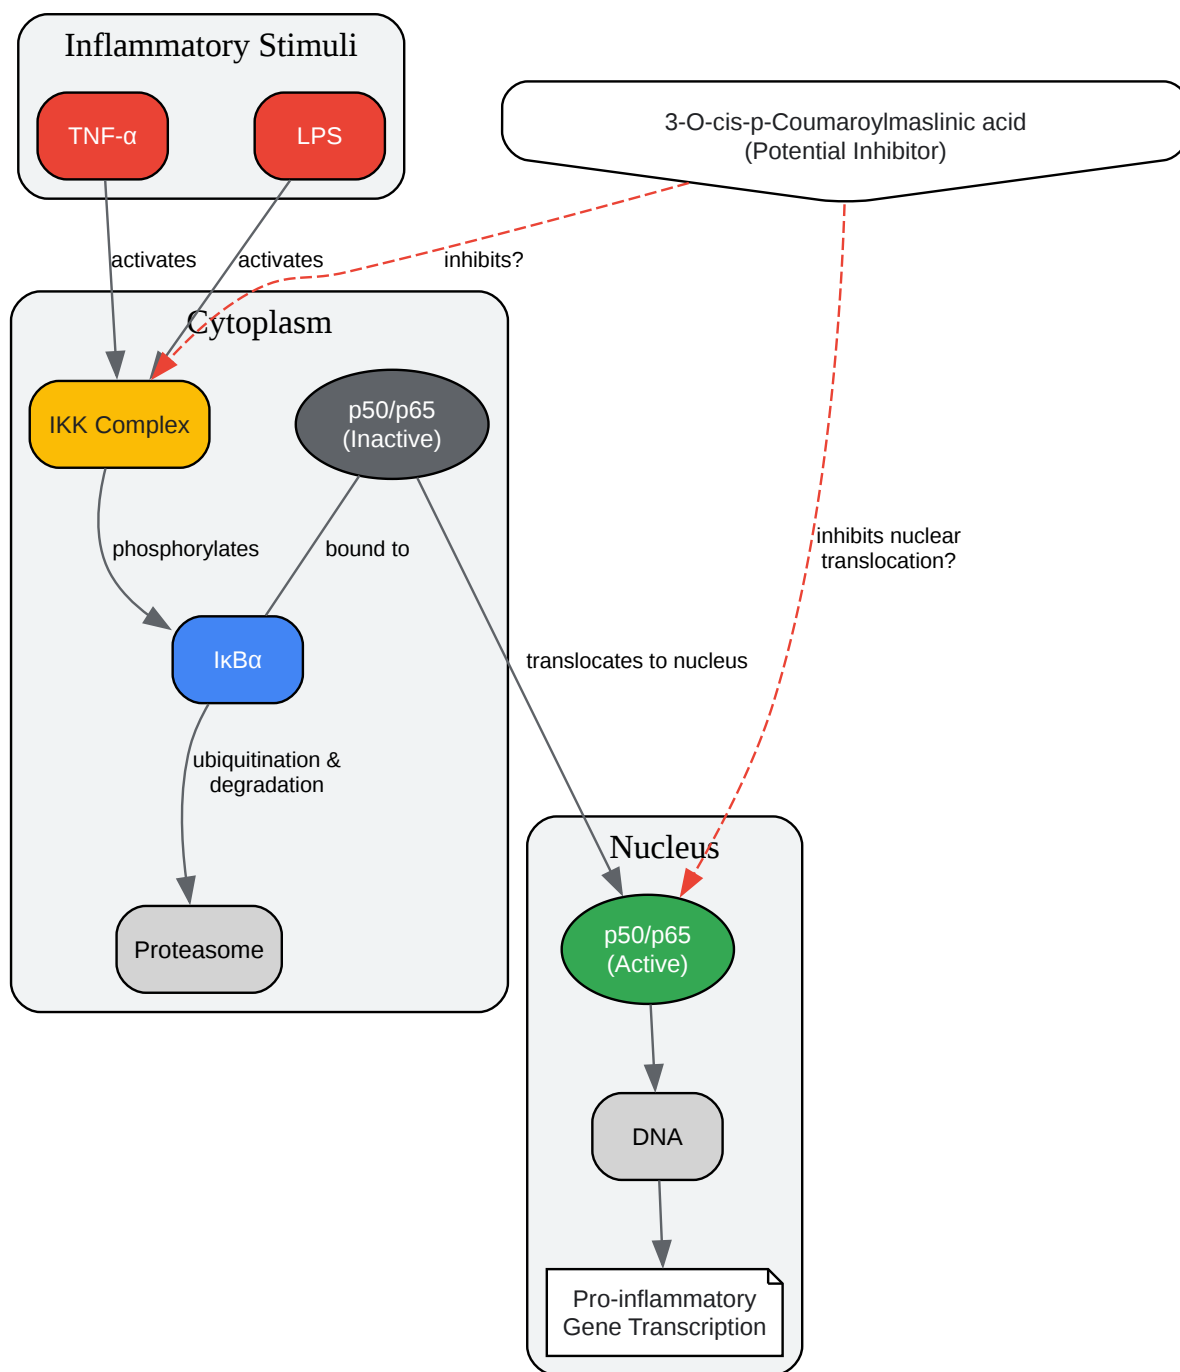 Inflammatory Stimuli
TNF-α
LPS
3-O-cis-p-Coumaroylmaslinic acid
(Potential Inhibitor)
activates
activates
inhibits?
Cytoplasm
IKK Complex
p50/p65
(Inactive)
phosphorylates
bound to
inhibits nuclear
translocation?
IκBα
translocates to nucleus
ubiquitination &
degradation
Nucleus
p50/p65
(Active)
Proteasome
DNA
Pro-inflammatory
Gene Transcription